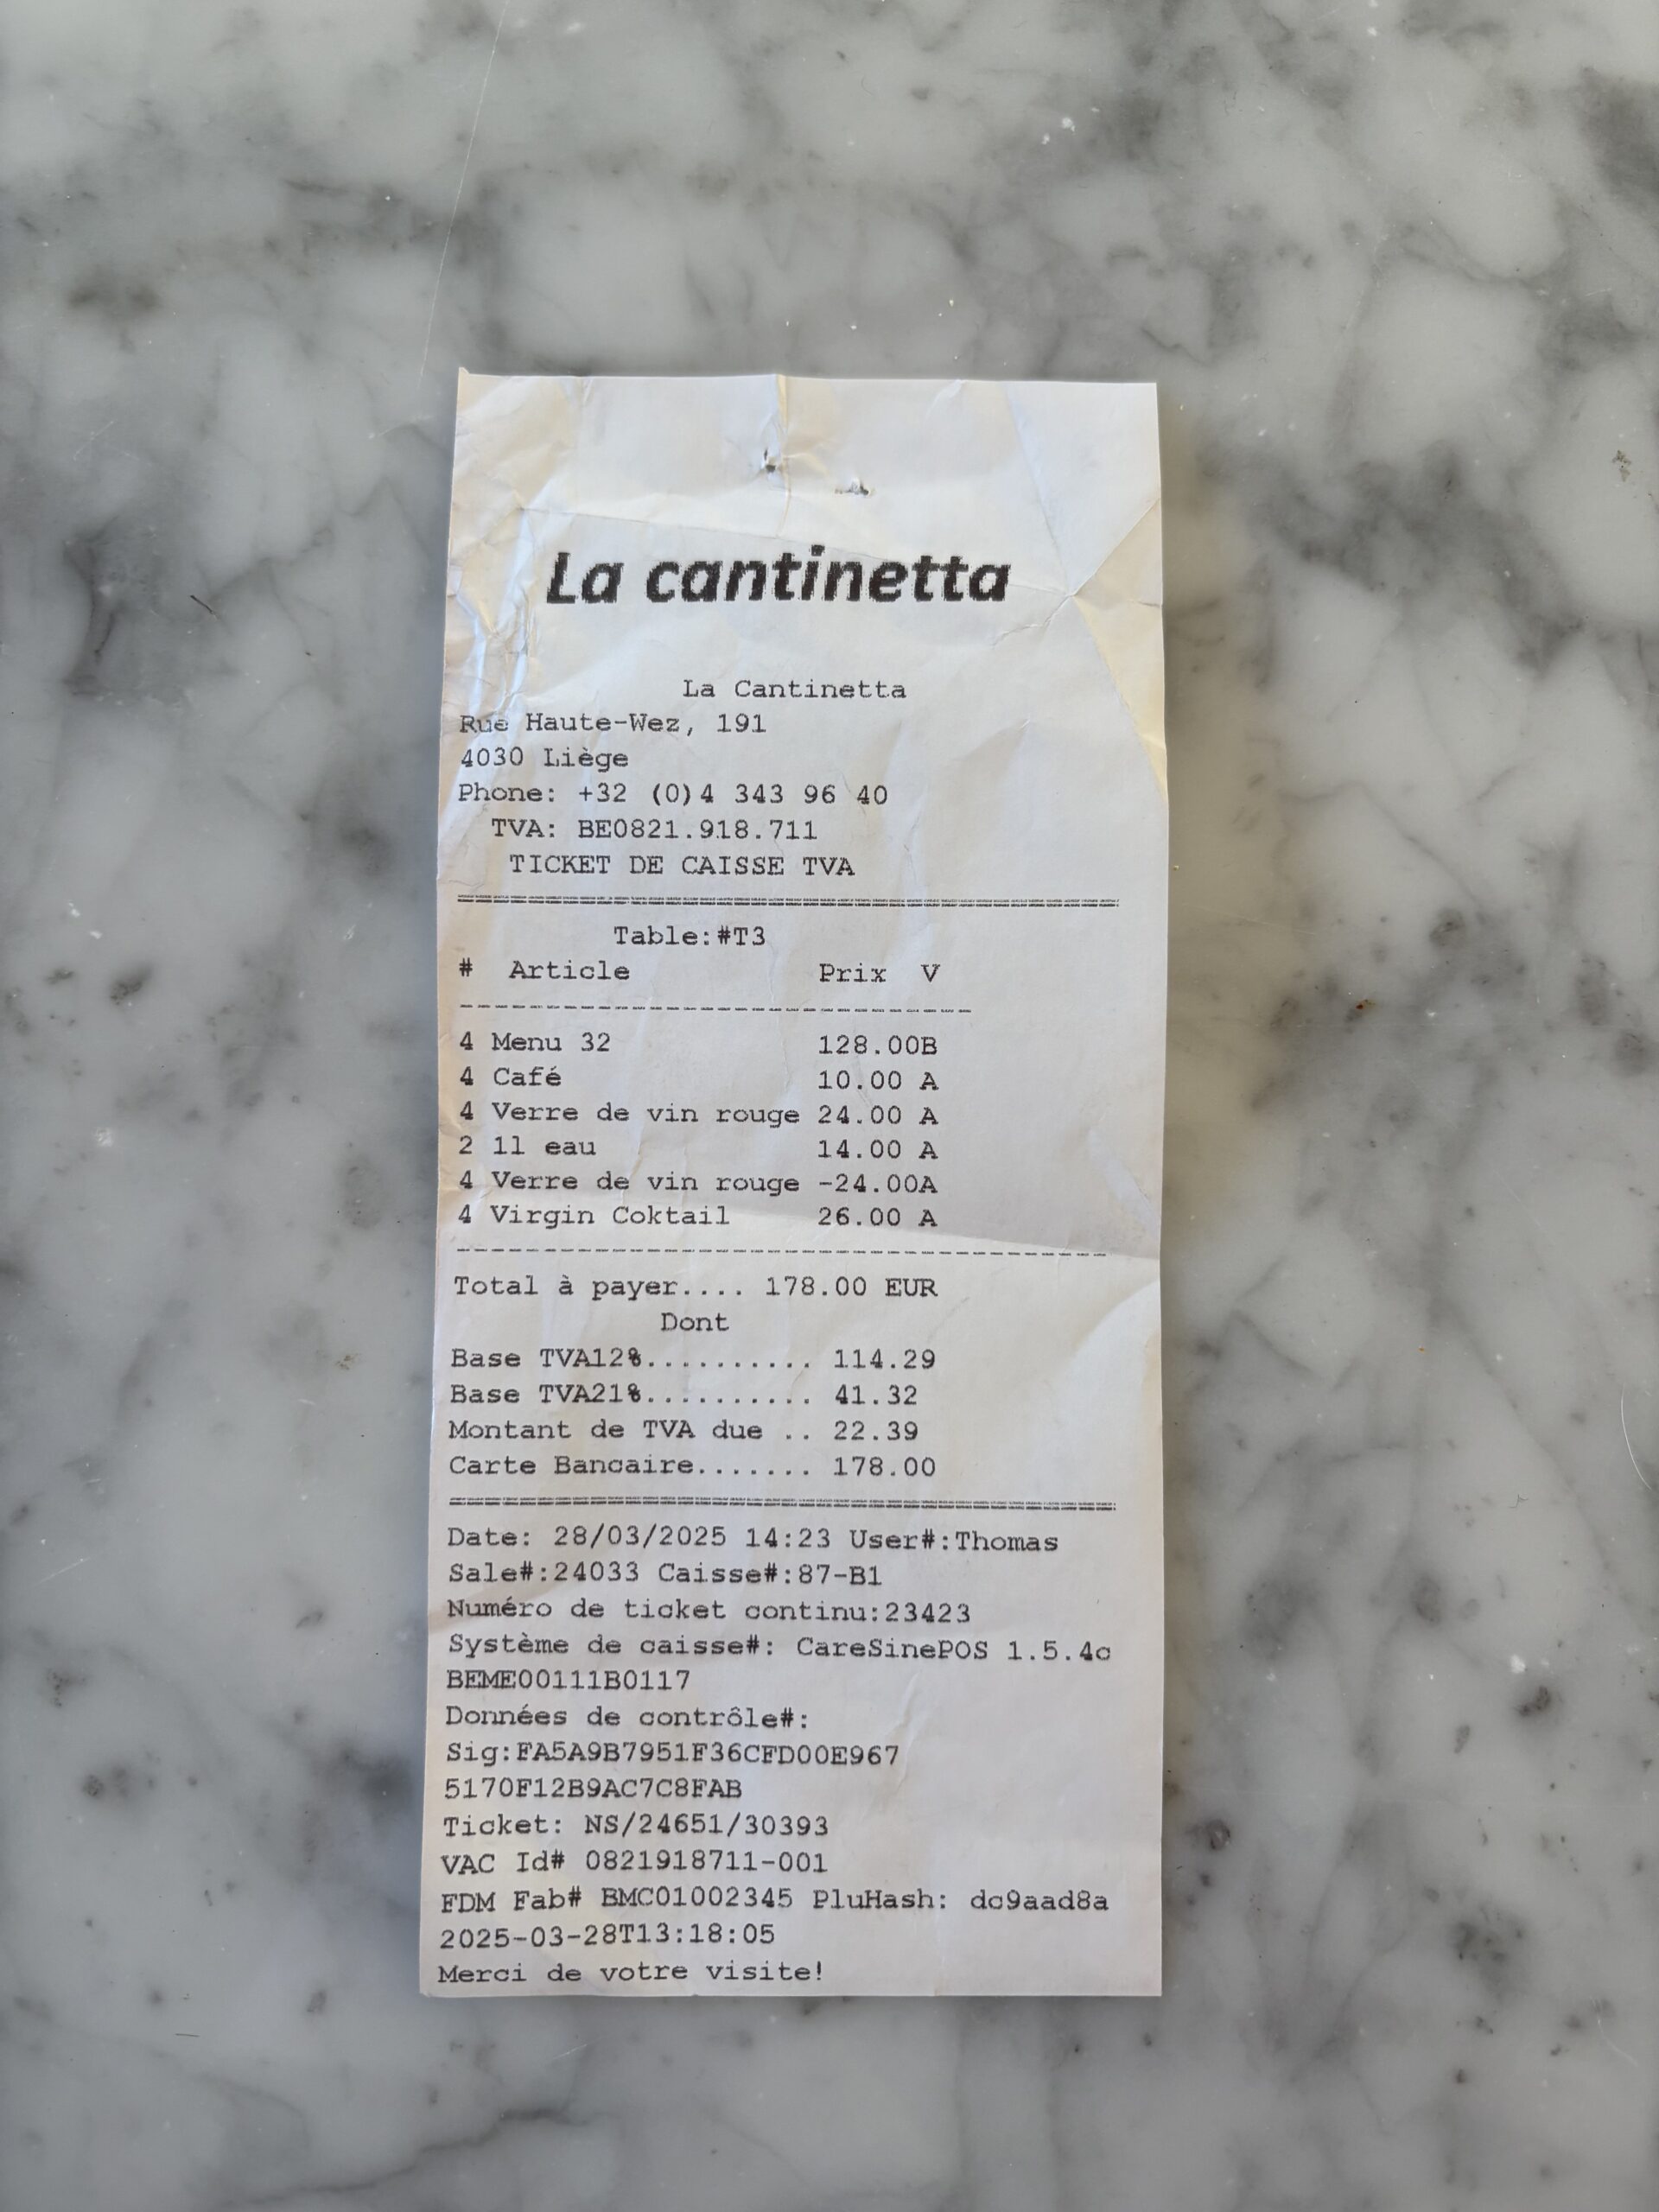 La cantinetta
La Cantinetta
Rue Haute-Wez, 191
4030 Liège
Phone: +32 (0)4 343 96 40
TVA: BE0821.918.711
TICKET DE CAISSE TVA
Table:#T3
# Article Prix V
4 Menu 32 128.00B
4 Café 10.00 A
4 Verre de vin rouge 24.00 A
2 1l eau 14.00 A
4 Verre de vin rouge -24.00A
4 Virgin Coktail 26.00 A
Total à payer.... 178.00 EUR
Dont
Base TVA12%.......... 114.29
Base TVA21%.......... 41.32
Montant de TVA due .. 22.39
Carte Bancaire....... 178.00
Date: 28/03/2025 14:23 User#:Thomas
Sale#:24033 Caisse#:87-B1
Numéro de ticket continu:23423
Système de caisse#: CareSinePOS 1.5.4c
BEME00111B0117
Données de contrôle#:
Sig:FA5A9B7951F36CFD00E967
5170F12B9AC7C8FAB
Ticket: NS/24651/30393
VAC Id# 0821918711-001
FDM Fab# BMC01002345 PluHash: dc9aad8a
2025-03-28T13:18:05
Merci de votre visite!